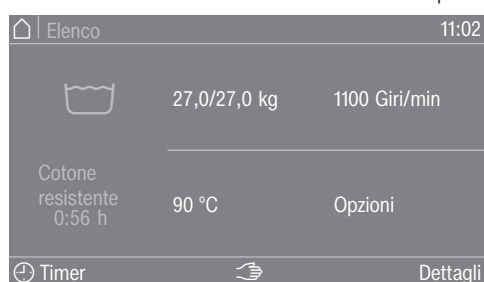 Elenco 11:02
27,0/27,0 kg 1100 Giri/min
Cotone
resistente
0:56 h
90 °C Opzioni
Timer Dettagli